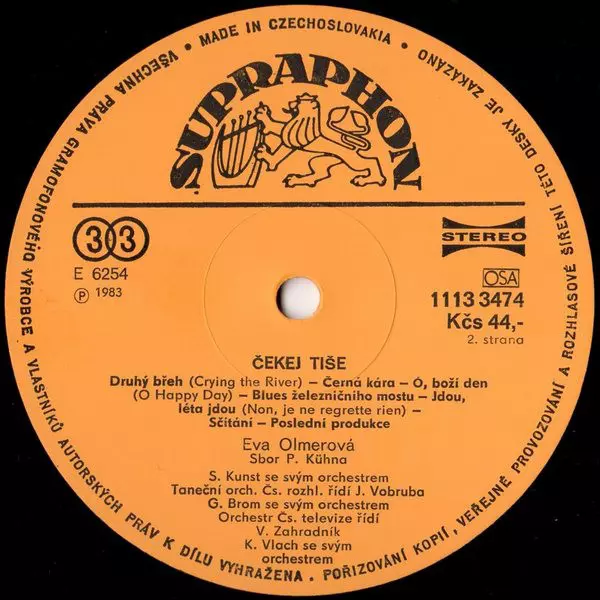 VŠECHNA PRÁVA GRAMOFONOVÉHO VÝROBCE A VLASTNÍKŮ AUTORSKÝCH PRÁV K DÍLU VYHRAŽENA. • POŘIZOVÁNÍ KOPIÍ, VEŘEJNÉ PROVOZOVÁNÍ A ROZHLASOVÉ ŠÍŘENÍ TÉTO DESKY JE ZAKÁZÁNO • MADE IN CZECHOSLOVAKIA •
SUPRAPHON
33
STEREO
E 6254
Ⓟ 1983
OSA
1113 3474
Kčs 44,-
2. strana
ČEKEJ TIŠE
Druhý břeh (Crying the River) – Černá kára – Ó, boží den
(O Happy Day) – Blues železničního mostu – Jdou,
léta jdou (Non, je ne regrette rien) –
Sčítání – Poslední produkce
Eva Olmerová
Sbor P. Kühna
S. Kunst se svým orchestrem
Taneční orch. Čs. rozhl. řídí J. Vobruba
G. Brom se svým orchestrem
Orchestr Čs. televize řídí
V. Zahradník
K. Vlach se svým
orchestrem